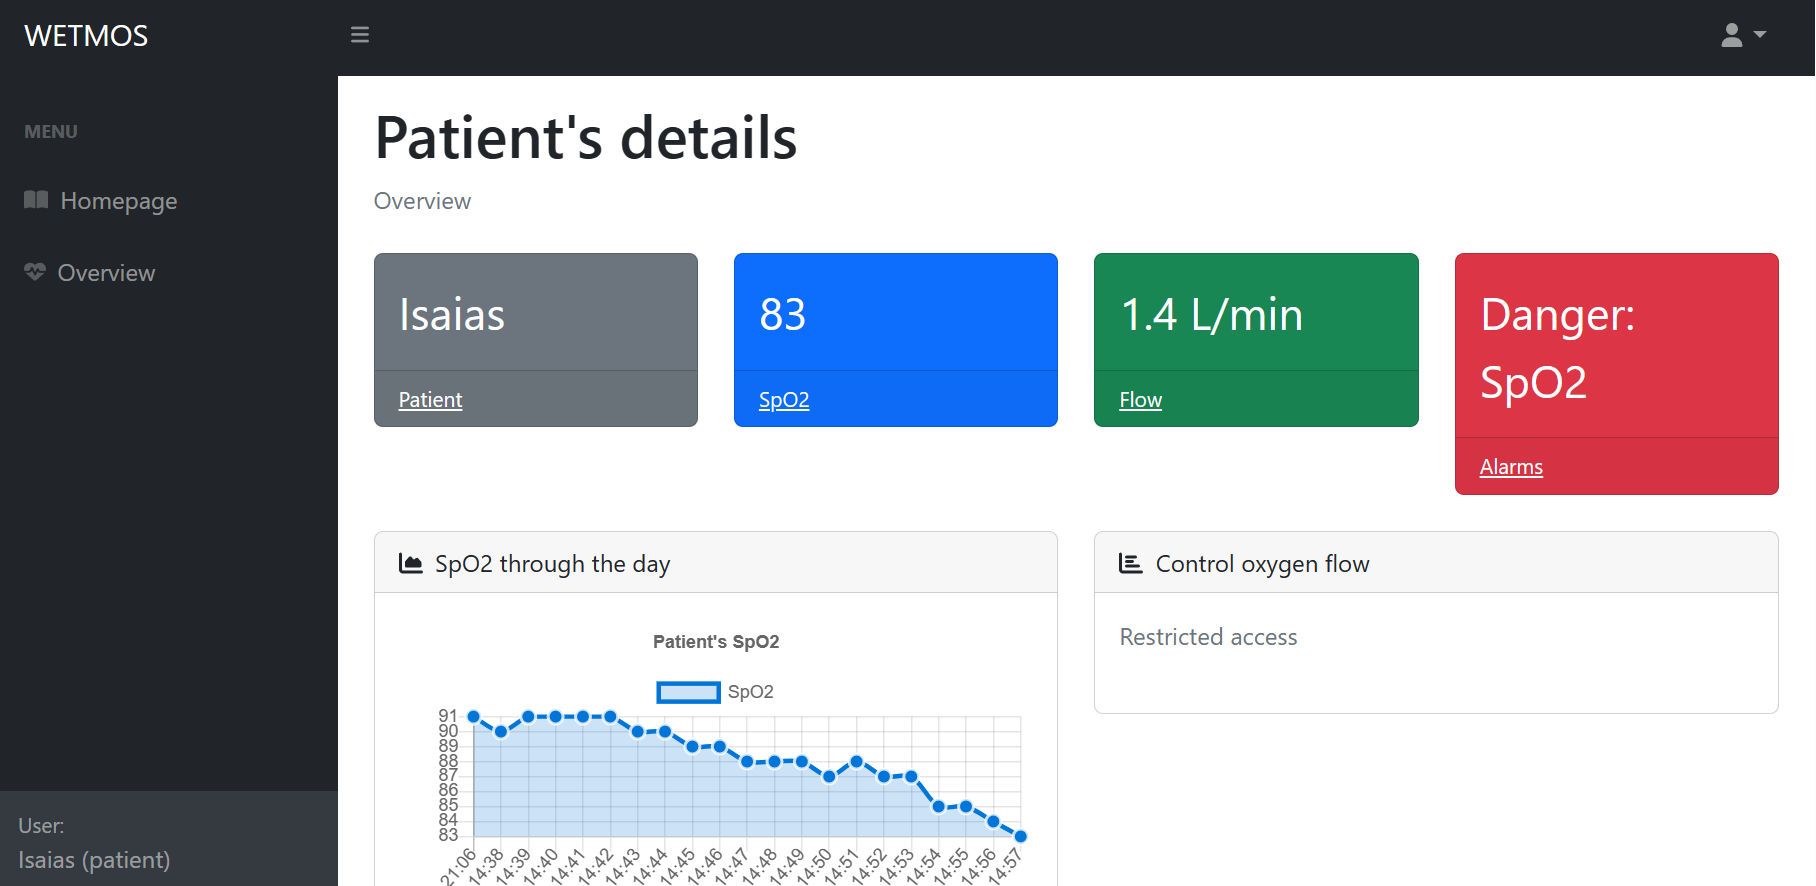 WETMOS
MENU
Homepage
Overview
User:
Isaias (patient)
Patient's details
Overview
Isaias
Patient
83
SpO2
1.4 L/min
Flow
Danger:
SpO2
Alarms
SpO2 through the day
Patient's SpO2
SpO2
91
90
89
88
87
86
85
84
83
21:06
14:38
14:39
14:40
14:41
14:42
14:43
14:44
14:45
14:46
14:47
14:48
14:49
14:50
14:51
14:52
14:53
14:54
14:55
14:56
14:57
Control oxygen flow
Restricted access